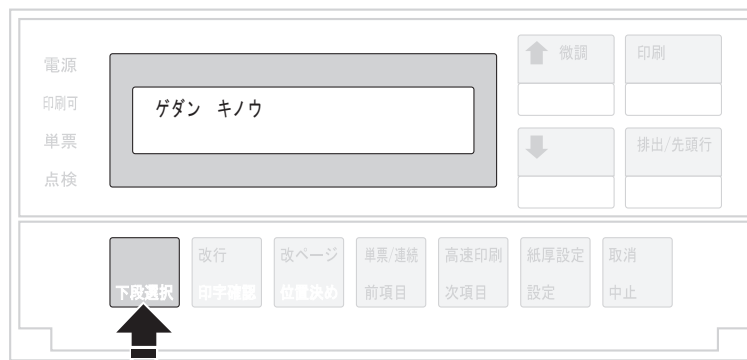 電源
印刷可
単票
点検
ゲダン キノウ
微調
印刷
排出/先頭行
下段選択
改行
印字確認
改ページ
位置決め
単票/連続
前項目
高速印刷
次項目
紙厚設定
設定
取消
中止